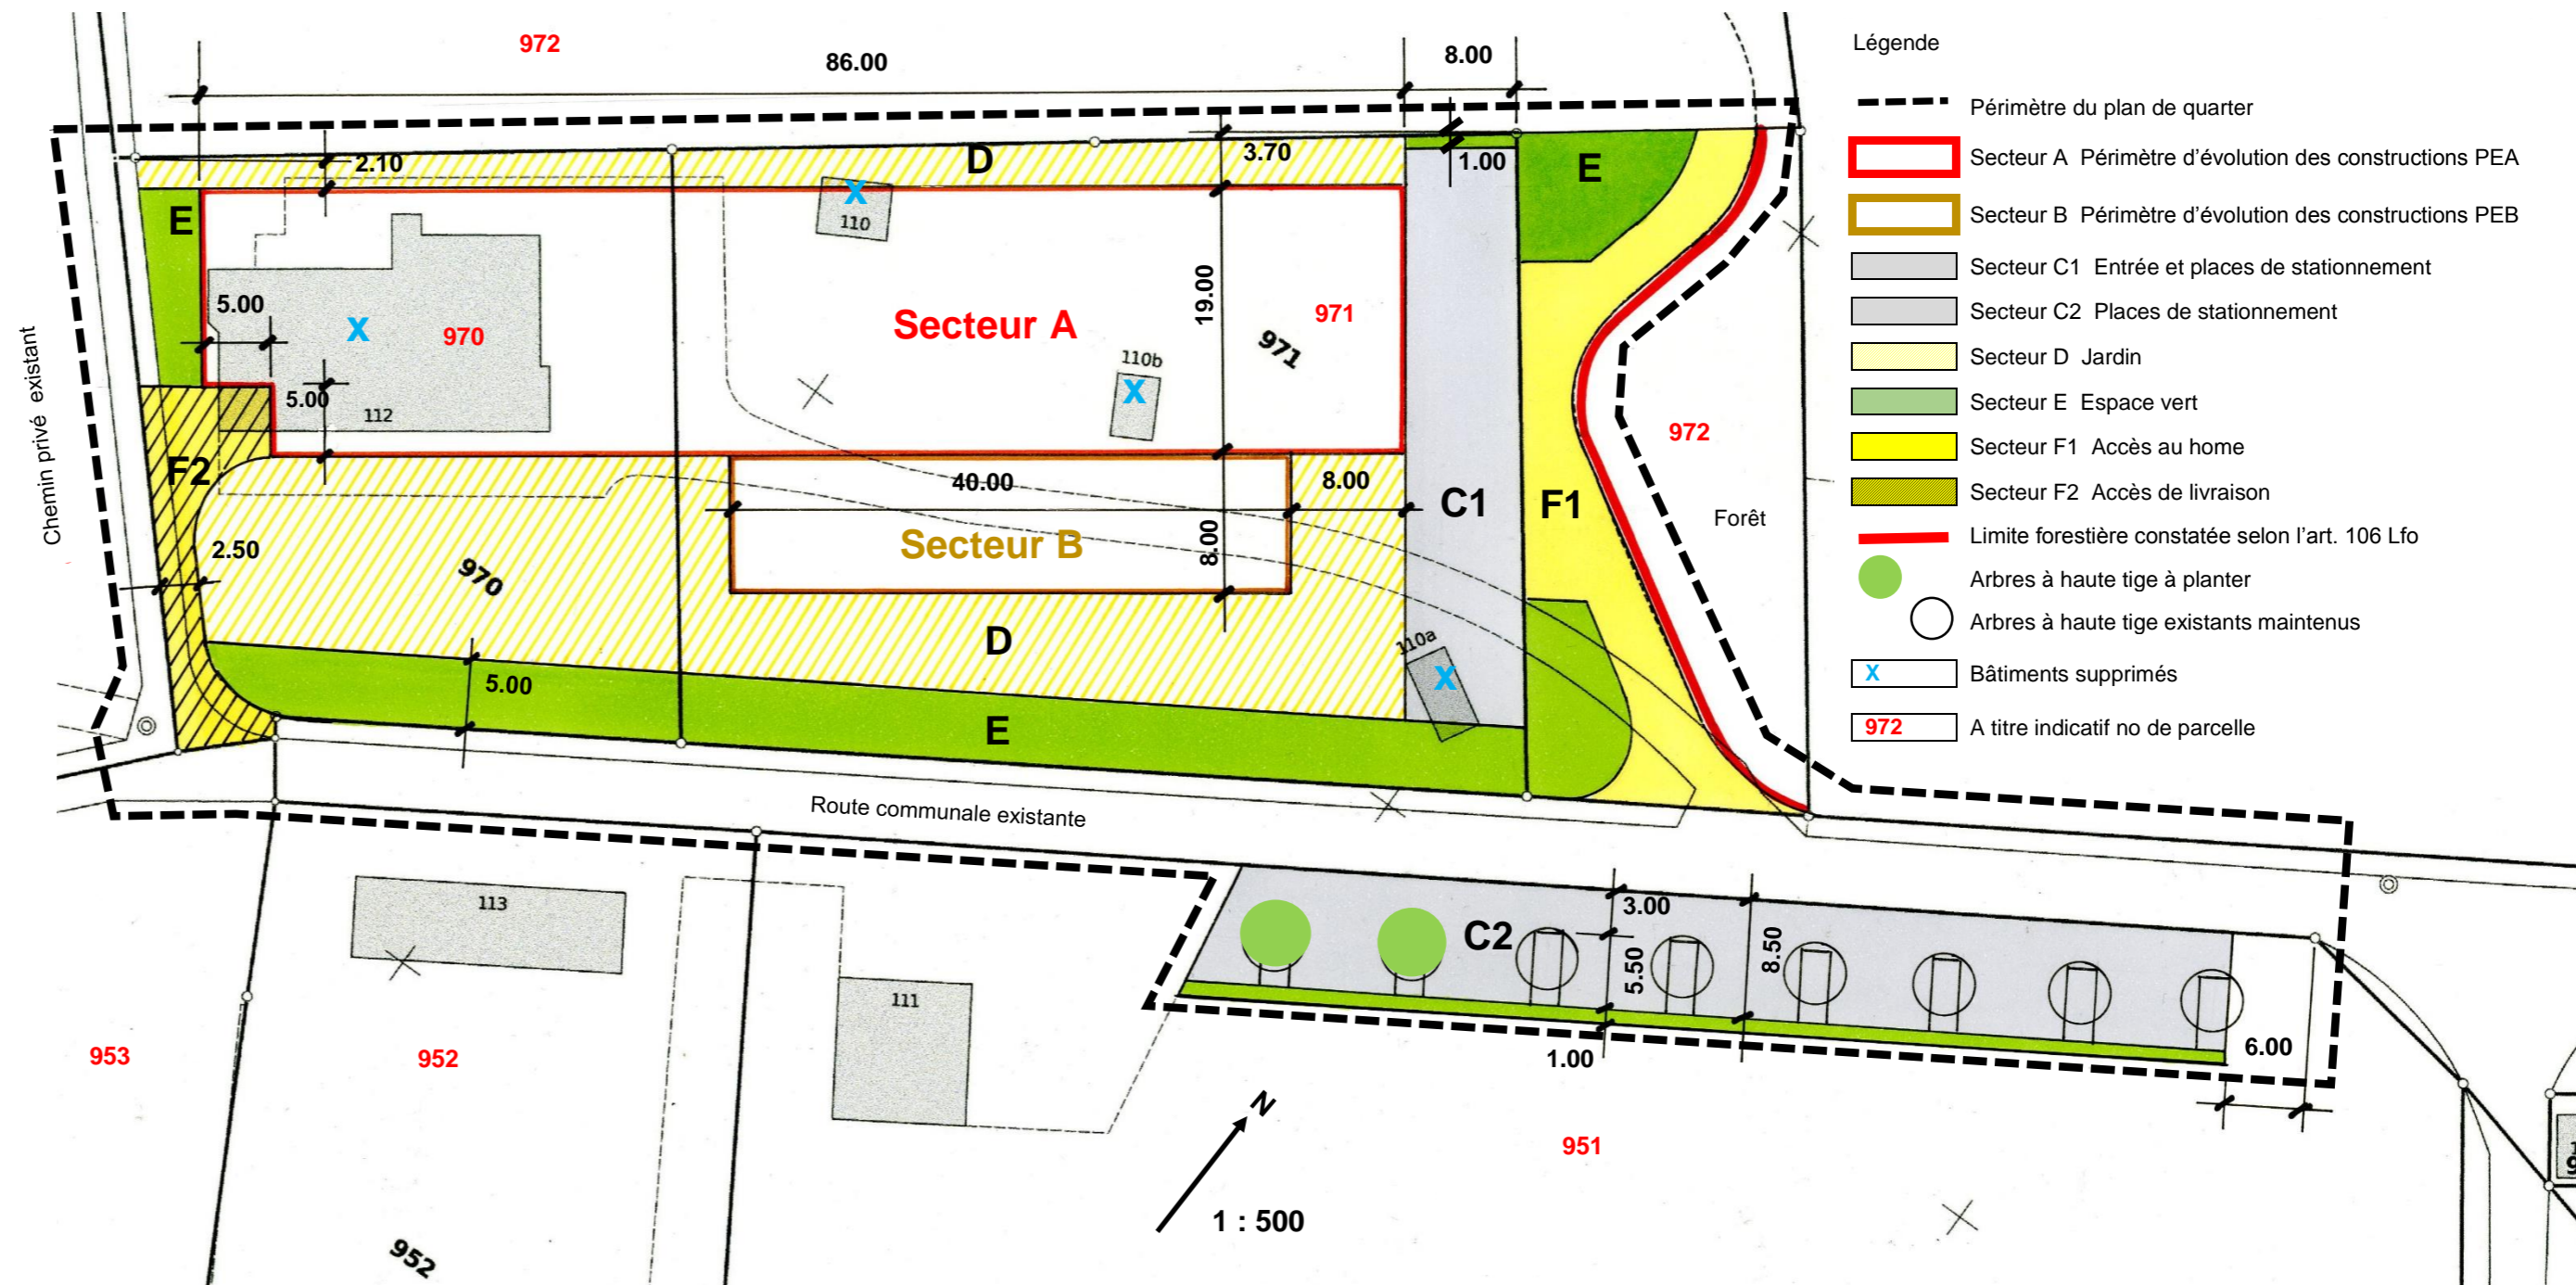 972
86.00
8.00
Légende
Périmètre du plan de quarter
Secteur A Périmètre d'évolution des constructions PEA
Secteur B Périmètre d'évolution des constructions PEB
Secteur C1 Entrée et places de stationnement
Secteur C2 Places de stationnement
Secteur D Jardin
Secteur E Espace vert
Secteur F1 Accès au home
Secteur F2 Accès de livraison
Limite forestière constatée selon l'art. 106 Lfo
Arbres à haute tige à planter
Arbres à haute tige existants maintenus
X Bâtiments supprimés
972 A titre indicatif no de parcelle
2.10
D
3.70
1.00
E
E
X
110
5.00
X
970
Secteur A
19.00
971
971
110b
X
5.00
112
Chemin privé existant
F2
40.00
8.00
C1
F1
972
Forêt
2.50
970
Secteur B
8.00
D
110a
X
5.00
E
Route communale existante
113
111
C2
3.00
5.50
8.50
1.00
6.00
953
952
951
N
1 : 500
952